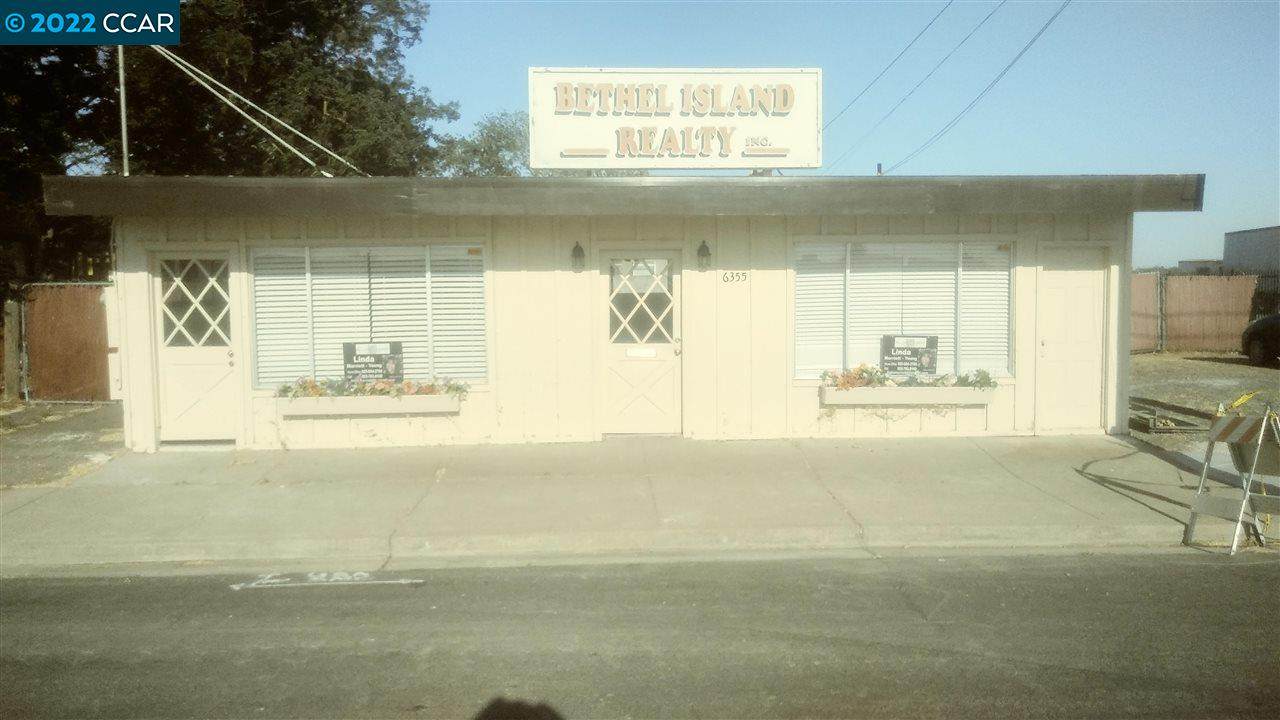 © 2022 CCAR
BETHEL ISLAND
REALTY INC.
6355
Linda
Linda